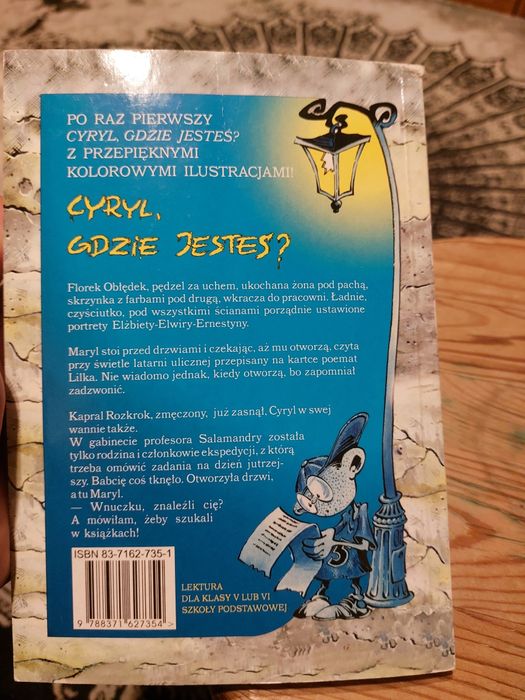 PO RAZ PIERWSZY
CYRYL, GDZIE JESTEŚ?
Z PRZEPIĘKNYMI
KOLOROWYMI ILUSTRACJAMI!
CYRYL,
GDZIE JESTEŚ?
Florek Obłędek, pędzel za uchem, ukochana żona pod pachą,
skrzynka z farbami pod drugą, wkracza do pracowni. Ładnie,
czyściutko, pod wszystkimi ścianami porządnie ustawione
portrety Elżbiety-Elwiry-Ernestyny.
Maryl stoi przed drzwiami i czekając, aż mu otworzą, czyta
przy świetle latarni ulicznej przepisany na kartce poemat
Lilka. Nie wiadomo jednak, kiedy otworzą, bo zapomniał
zadzwonić.
Kapral Rozkrok, zmęczony, już zasnął, Cyryl w swej
wannie także.
W gabinecie profesora Salamandry została
tylko rodzina i członkowie ekspedycji, z którą
trzeba omówić zadania na dzień jutrzej-
szy. Babcię coś tknęło. Otworzyła drzwi,
a tu Maryl.
— Wnuczku, znaleźli cię?
A mówiłam, żeby szukali
w książkach!
ISBN 83-7162-735-1
9 788371 627354 >
LEKTURA
DLA KLASY V LUB VI
SZKOŁY PODSTAWOWEJ